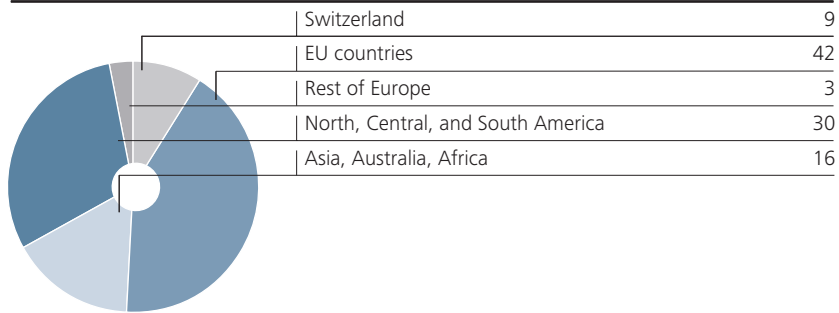 Switzerland 9
EU countries 42
Rest of Europe 3
North, Central, and South America 30
Asia, Australia, Africa 16